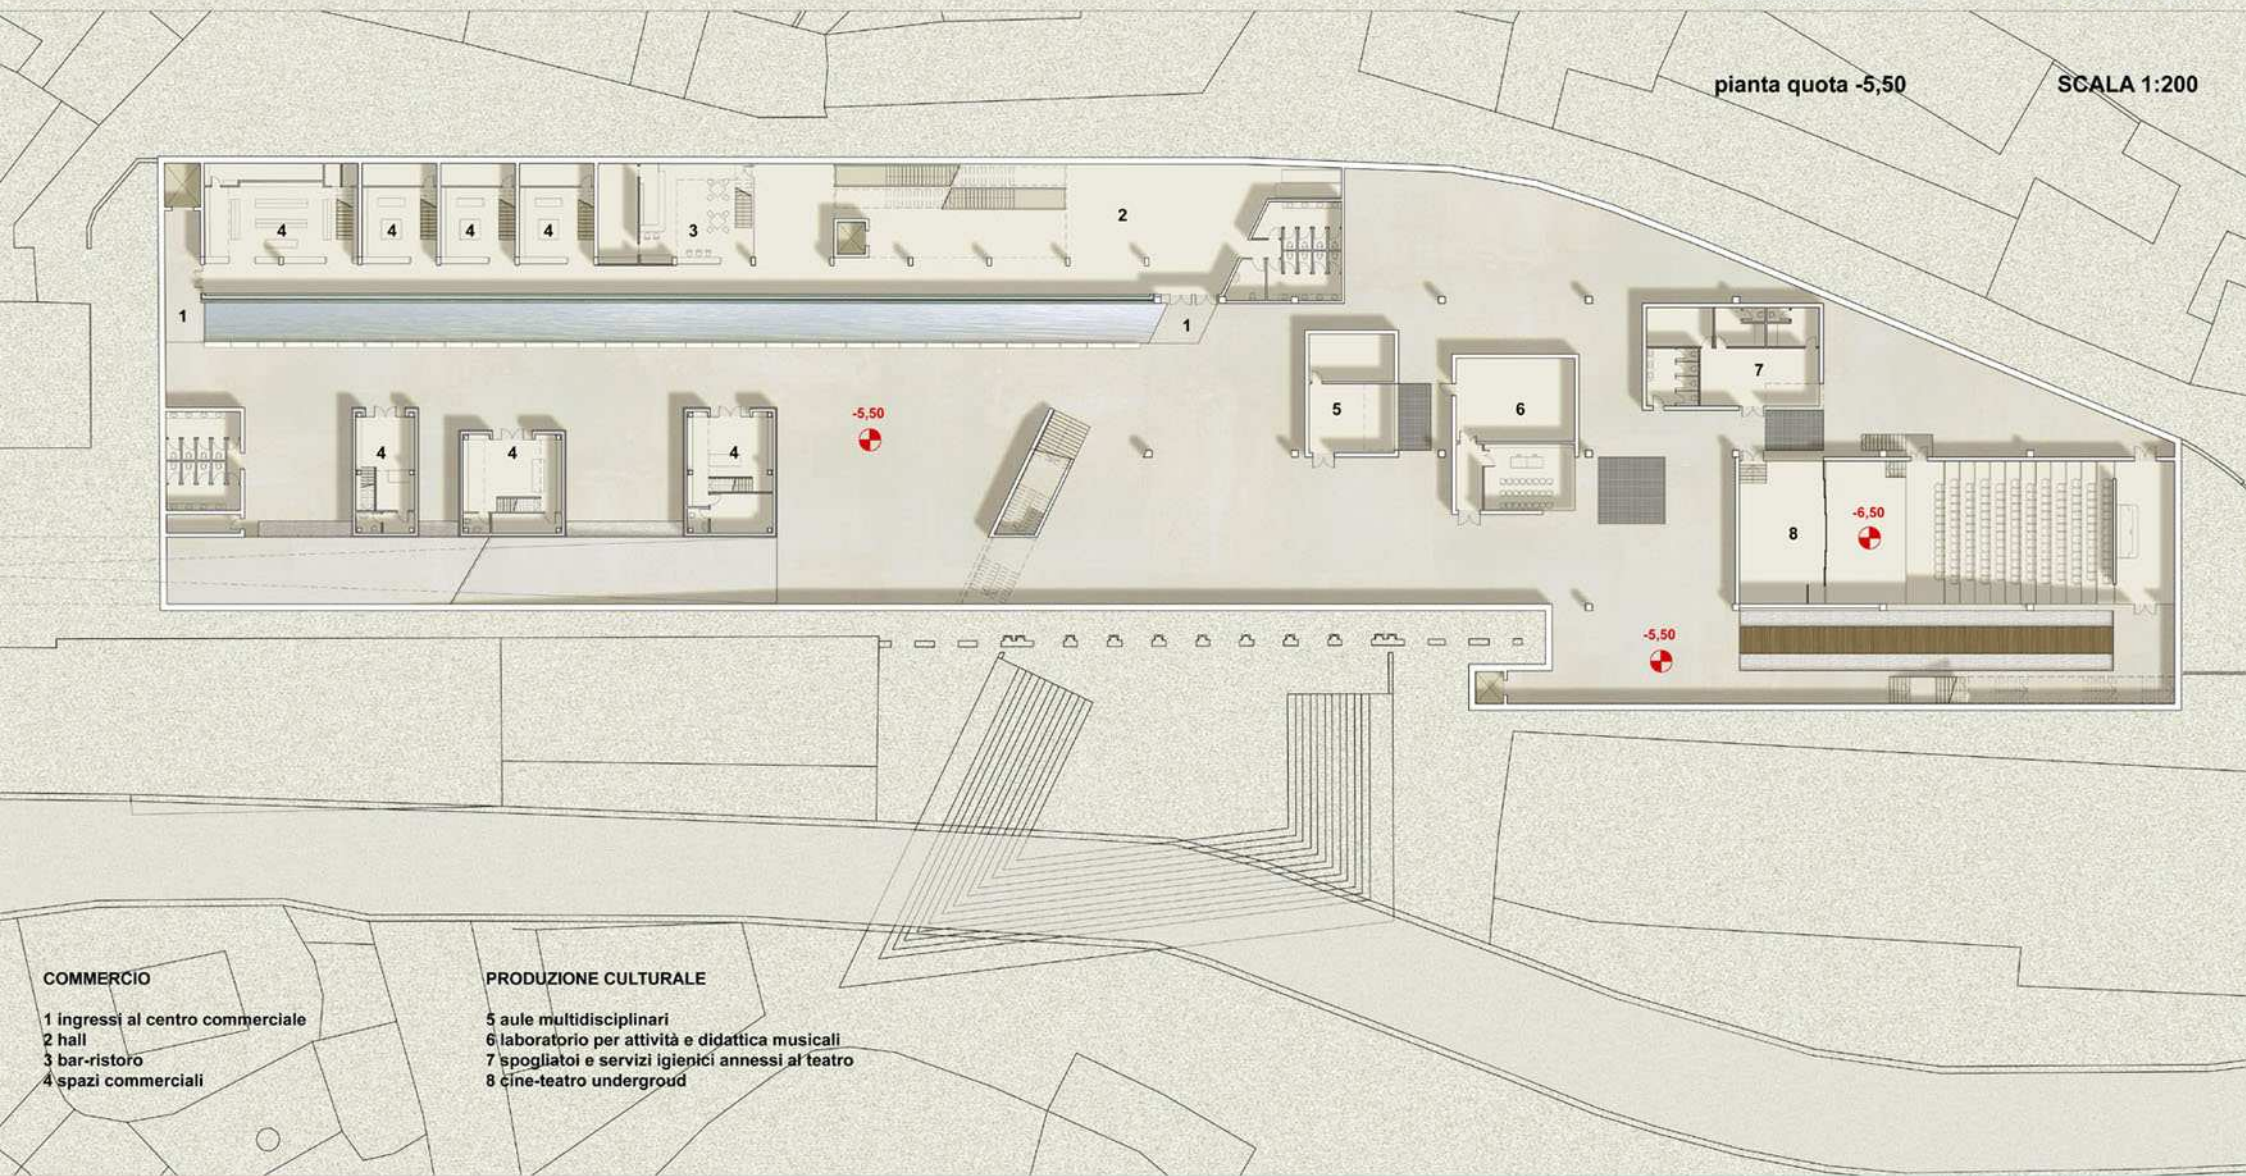 pianta quota -5,50 SCALA 1:200
2
4 4 4 4 3
1 1
7
-5,50 5 6
4 4 4
-6,50
8
-5,50
COMMERCIO
1 ingressi al centro commerciale
2 hall
3 bar-ristoro
4 spazi commerciali
PRODUZIONE CULTURALE
5 aule multidisciplinari
6 laboratorio per attività e didattica musicali
7 spogliatoi e servizi igienici annessi al teatro
8 cine-teatro undergroud